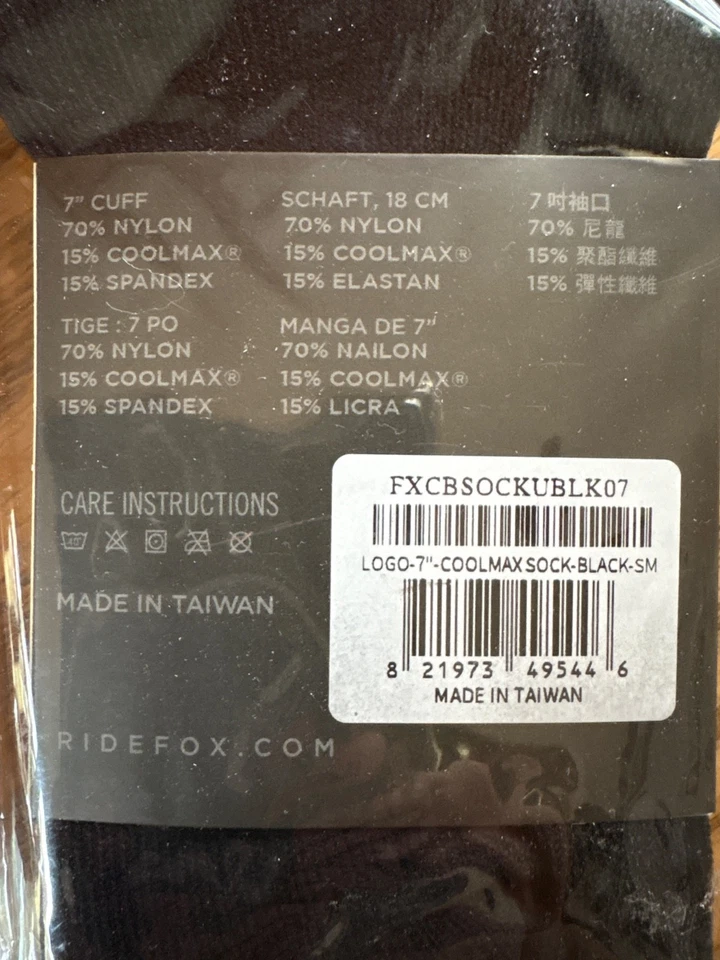 7" CUFF
70% NYLON
15% COOLMAX®
15% SPANDEX
SCHAFT, 18 CM
70% NYLON
15% COOLMAX®
15% ELASTAN
7 吋袖口
70% 尼龍
15% 聚酯纖維
15% 彈性纖維
TIGE : 7 PO
70% NYLON
15% COOLMAX®
15% SPANDEX
MANGA DE 7"
70% NAILON
15% COOLMAX®
15% LICRA
CARE INSTRUCTIONS
40°
MADE IN TAIWAN
RIDEFOX.COM
FXCBSOCKUBLK07
LOGO-7"-COOLMAX SOCK-BLACK-SM
8 21973 49544 6
MADE IN TAIWAN